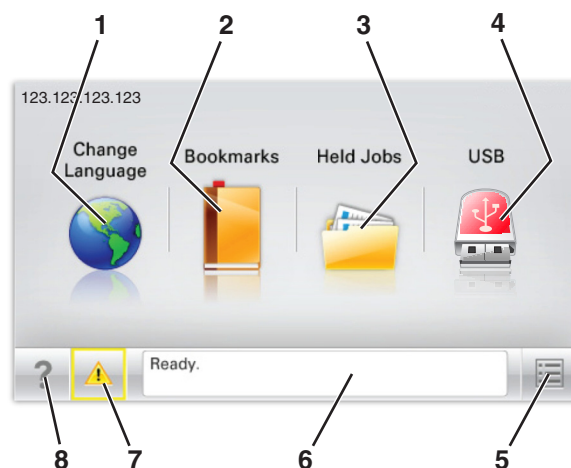 1 2 3 4
123.123.123.123
Change
Language
Bookmarks
Held Jobs
USB
?
Ready.
8 7 6 5